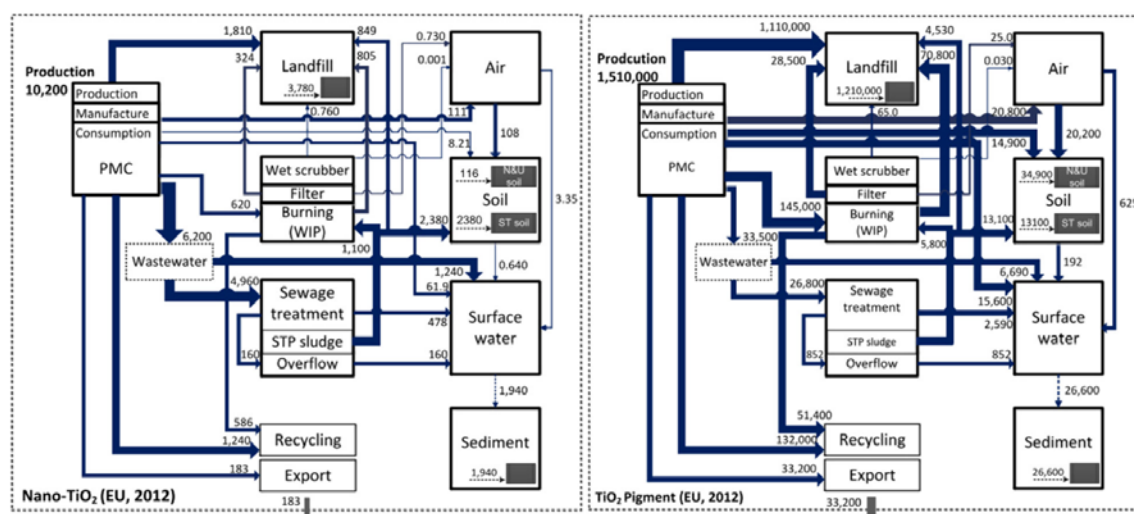 1,810
849
0.730
324
805
0.001
Production
10,200
Landfill
Air
3,780
Production
Manufacture
0.760
111
Consumption
8.21
108
PMC
Wet scrubber
116
N&U
soil
Filter
Soil
3.35
620
Burning
(WIP)
2,380
2380
ST soil
6,200
1,100
Wastewater
1,240
0.640
4,960
61.9
Sewage
treatment
478
Surface
water
STP sludge
160
Overflow
160
1,940
586
1,240
Recycling
Sediment
183
Export
1,940
Nano-TiO₂ (EU, 2012)
183
1,110,000
4,530
25.0
28,500
70,800
0.030
Production
1,510,000
Landfill
Air
1,210,000
Production
Manufacture
65.0
20,800
Consumption
14,900
20,200
PMC
Wet scrubber
34,900
N&U
soil
Filter
Soil
625
145,000
Burning
(WIP)
13,100
13100
ST soil
33,500
5,800
Wastewater
6,690
192
26,800
15,600
Sewage
treatment
2,590
Surface
water
STP sludge
852
Overflow
852
26,600
51,400
132,000
Recycling
Sediment
33,200
Export
26,600
TiO₂ Pigment (EU, 2012)
33,200